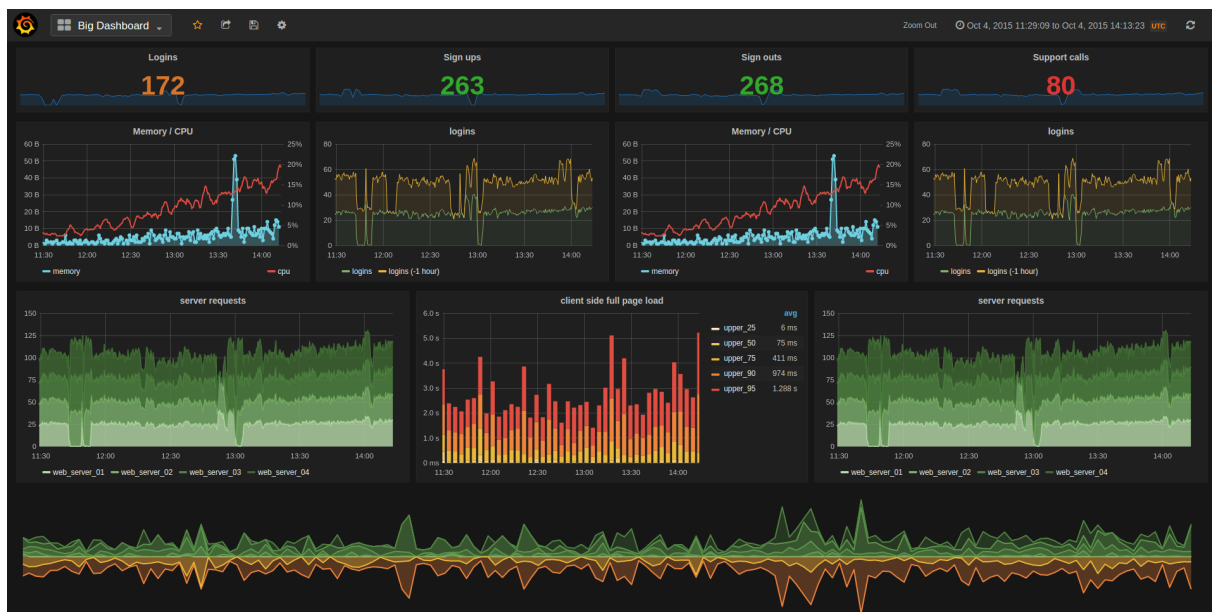 Big Dashboard
Zoom Out Oct 4, 2015 11:29:09 to Oct 4, 2015 14:13:23 UTC
Logins
172
Sign ups
263
Sign outs
268
Support calls
80
Memory / CPU
60 B 25%
50 B 20%
40 B
30 B 15%
20 B 10%
10 B 5%
0 B 0%
11:30 12:00 12:30 13:00 13:30 14:00
memory cpu
logins
80
60
40
20
0
11:30 12:00 12:30 13:00 13:30 14:00
logins logins (-1 hour)
Memory / CPU
60 B 25%
50 B 20%
40 B
30 B 15%
20 B 10%
10 B 5%
0 B 0%
11:30 12:00 12:30 13:00 13:30 14:00
memory cpu
logins
80
60
40
20
0
11:30 12:00 12:30 13:00 13:30 14:00
logins logins (-1 hour)
server requests
150
125
100
75
50
25
0
11:30 12:00 12:30 13:00 13:30 14:00
web_server_01 web_server_02 web_server_03 web_server_04
client side full page load
6.0 s
5.0 s
4.0 s
3.0 s
2.0 s
1.0 s
0 ms
11:30 12:00 12:30 13:00 13:30 14:00
avg
upper_25 6 ms
upper_50 75 ms
upper_75 411 ms
upper_90 974 ms
upper_95 1.288 s
server requests
150
125
100
75
50
25
0
11:30 12:00 12:30 13:00 13:30 14:00
web_server_01 web_server_02 web_server_03 web_server_04